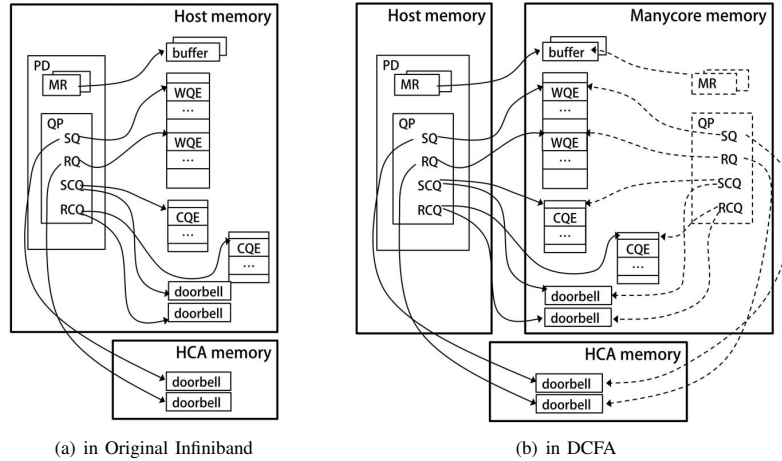 Host memory
PD
MR
buffer
QP
SQ
RQ
SCQ
RCQ
WQE
...
WQE
...
CQE
...
CQE
...
doorbell
doorbell
HCA memory
doorbell
doorbell
(a) in Original Infiniband
Host memory
PD
MR
QP
SQ
RQ
SCQ
RCQ
Manycore memory
buffer
MR
WQE
...
WQE
...
QP
SQ
RQ
SCQ
RCQ
CQE
...
CQE
...
doorbell
doorbell
HCA memory
doorbell
doorbell
(b) in DCFA